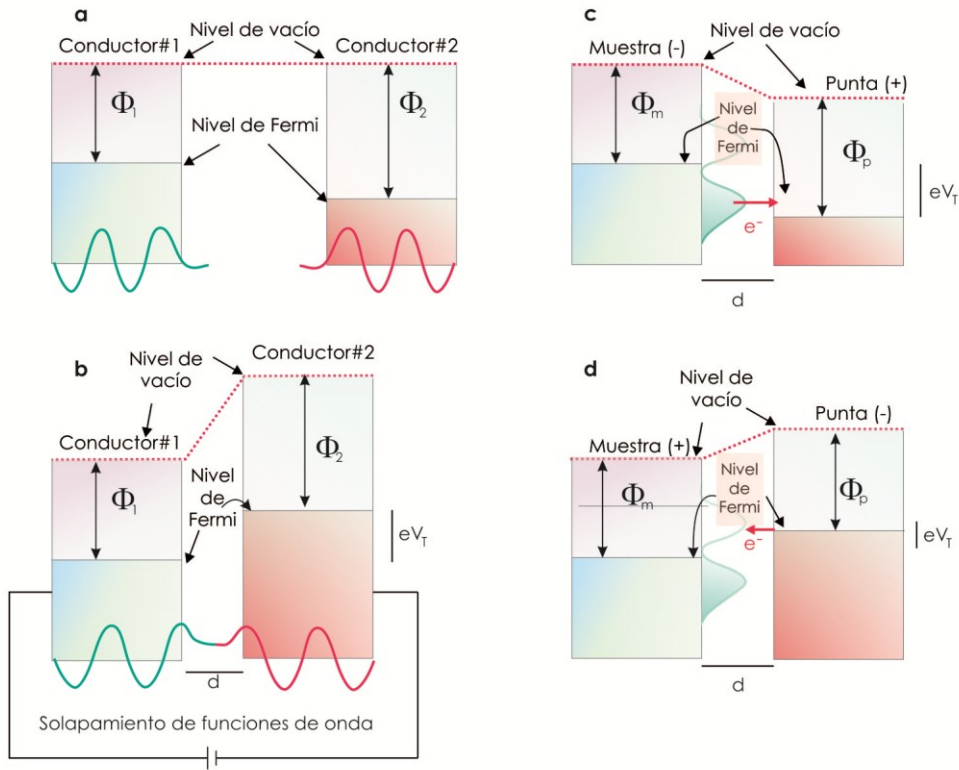 a
Nivel de vacío
Conductor#1
Conductor#2
Φ1
Φ2
Nivel de Fermi
b
Conductor#2
Nivel de
vacío
Conductor#1
Φ1
Φ2
Nivel
de
Fermi
eVT
d
Solapamiento de funciones de onda
c
Nivel de vacío
Muestra (-)
Punta (+)
Φm
Nivel
de
Fermi
Φp
eVT
e-
d
d
Nivel de
vacío
Punta (-)
Muestra (+)
Φm
Nivel
de
Fermi
Φp
e-
eVT
d